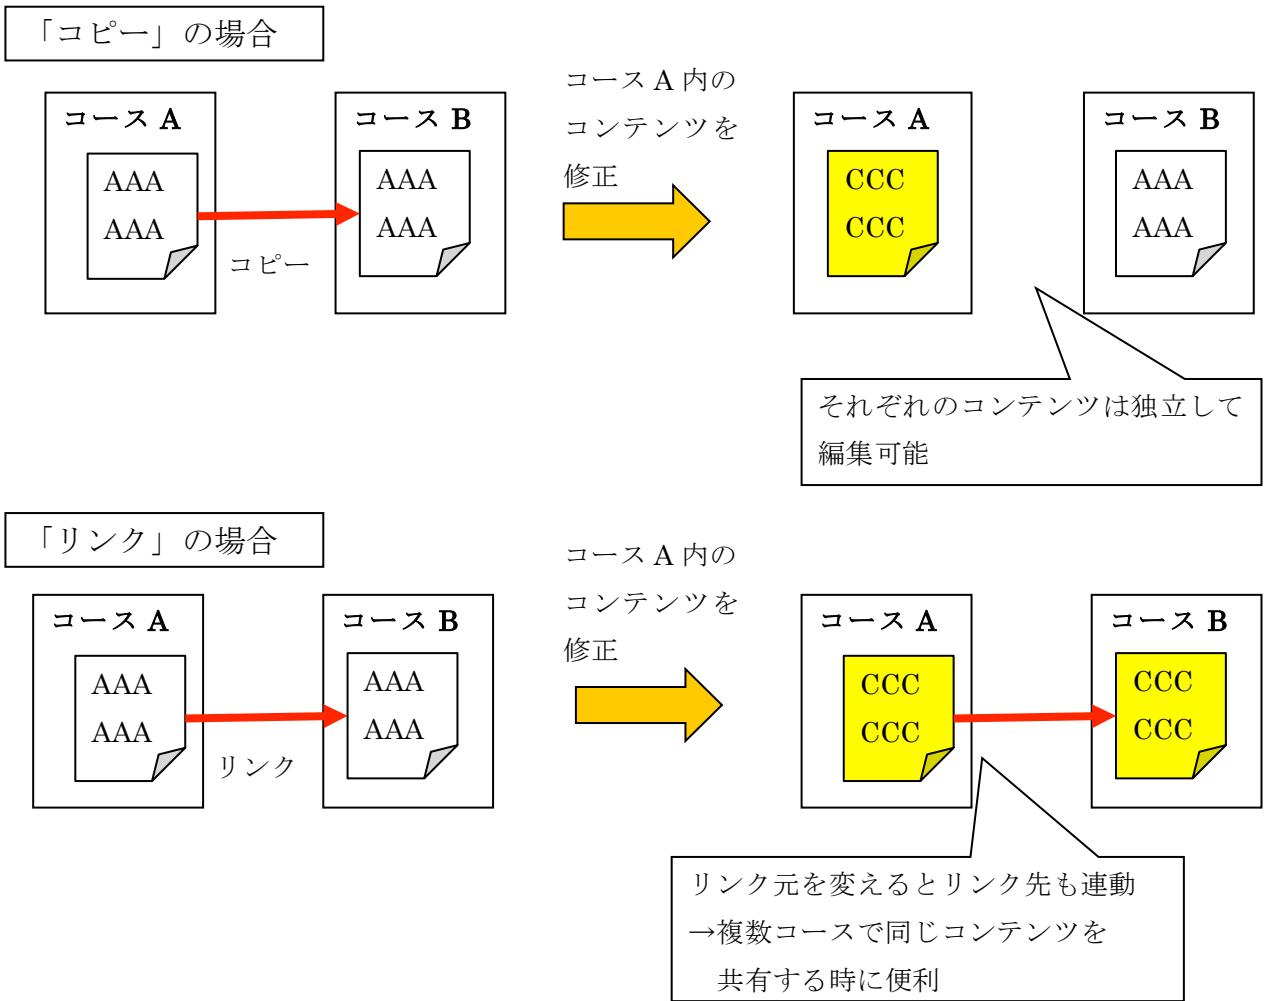 「コピー」の場合
コース A
AAA
AAA
コピー
コース B
AAA
AAA
コース A 内の
コンテンツを
修正
コース A
CCC
CCC
コース B
AAA
AAA
それぞれのコンテンツは独立して
編集可能
「リンク」の場合
コース A
AAA
AAA
リンク
コース B
AAA
AAA
コース A 内の
コンテンツを
修正
コース A
CCC
CCC
コース B
CCC
CCC
リンク元を変えるとリンク先も連動
→複数コースで同じコンテンツを
共有する時に便利